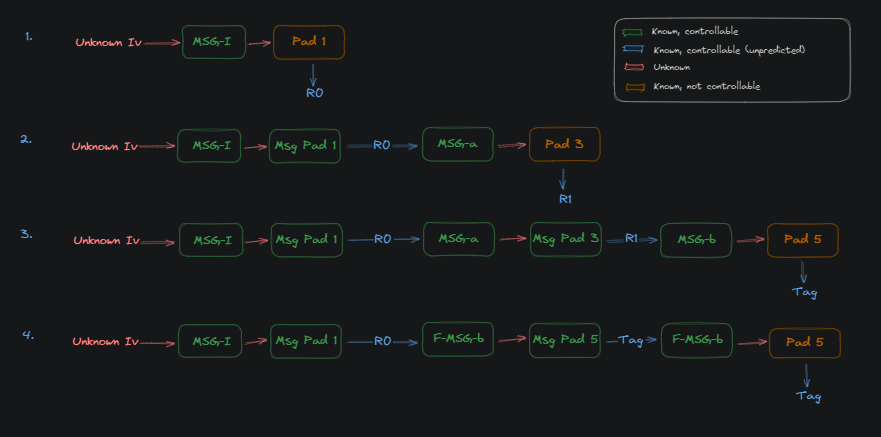 1.
Unknown Iv
MSG-I
Pad 1
R0
Known, controllable
Known, controllable (unpredicted)
Unknown
Known, not controllable
2.
Unknown Iv
MSG-I
Msg Pad 1
R0
MSG-a
Pad 3
R1
3.
Unknown Iv
MSG-I
Msg Pad 1
R0
MSG-a
Msg Pad 3
R1
MSG-b
Pad 5
Tag
4.
Unknown Iv
MSG-I
Msg Pad 1
R0
F-MSG-b
Msg Pad 5
Tag
F-MSG-b
Pad 5
Tag